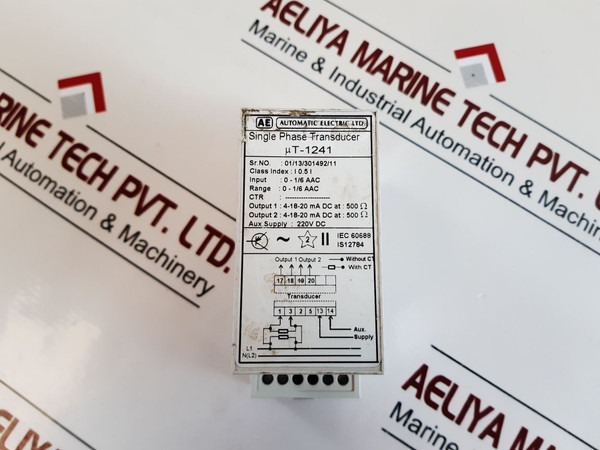 AELIYA MARINE TECH PVT. LTD.
Marine & Industrial Automation & Machinery
AE AUTOMATIC ELECTRIC LTD.
Single Phase Transducer
µT-1241
Sr.NO. : 01/13/301492/11
Class Index : I 0.5 I
Input : 0 - 1/6 AAC
Range : 0 - 1/6 AAC
CTR : ----------------
Output 1 : 4-18-20 mA DC at : 500 Ω
Output 2 : 4-18-20 mA DC at : 500 Ω
Aux Supply : 220V DC
2 IEC 60688
IS12784
Output 1 Output 2 Without CT
With CT
17 18 19 20
Transducer
1 3 2 5 13 14
Aux.
Supply
L1
N(L2)
MARINE TECH PVT. LTD.
Automation & Machinery
AELIYA
Marine &
AELIYA MAR
Marine & Industri